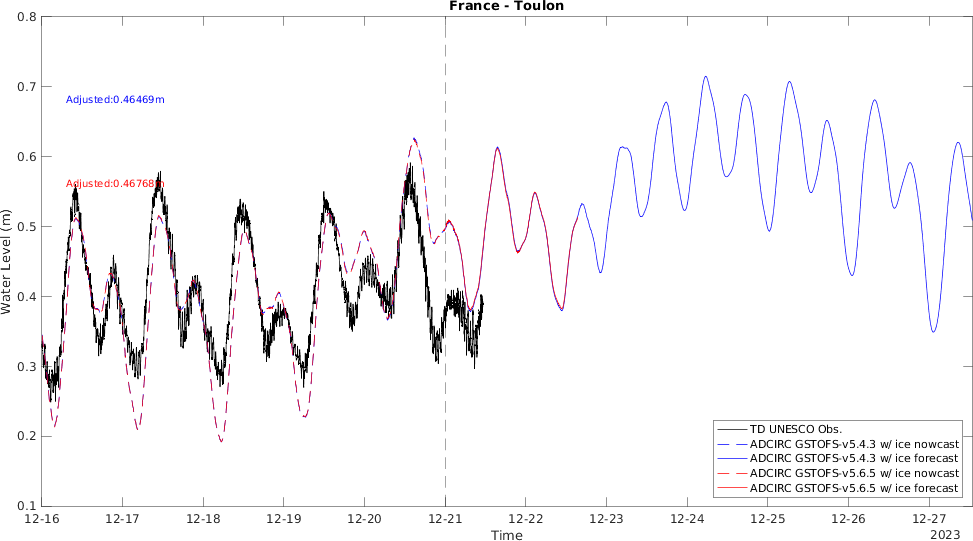 France - Toulon
0.8
0.7
0.6
0.5
0.4
0.3
0.2
0.1
Water Level (m)
Adjusted:0.46469m
Adjusted:0.46768m
TD UNESCO Obs.
ADCIRC GSTOFS-v5.4.3 w/ ice nowcast
ADCIRC GSTOFS-v5.4.3 w/ ice forecast
ADCIRC GSTOFS-v5.6.5 w/ ice nowcast
ADCIRC GSTOFS-v5.6.5 w/ ice forecast
12-16 12-17 12-18 12-19 12-20 12-21 12-22 12-23 12-24 12-25 12-26 12-27
Time
2023